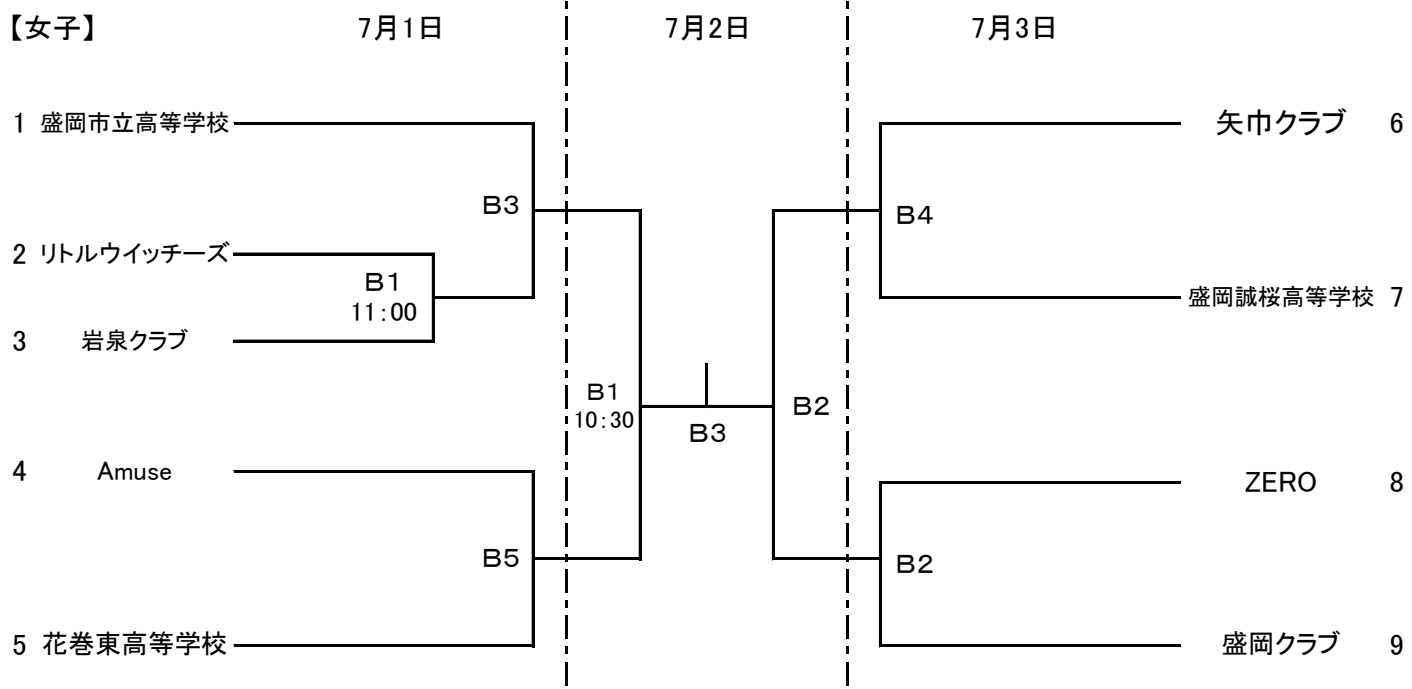 【女子】 7月1日 7月2日 7月3日
1 盛岡市立高等学校
矢巾クラブ 6
B3
B4
2 リトルウイッチーズ
B1
11:00
盛岡誠桜高等学校 7
3 岩泉クラブ
B1
10:30
B2
B3
4 Amuse
ZERO 8
B5
B2
5 花巻東高等学校
盛岡クラブ 9